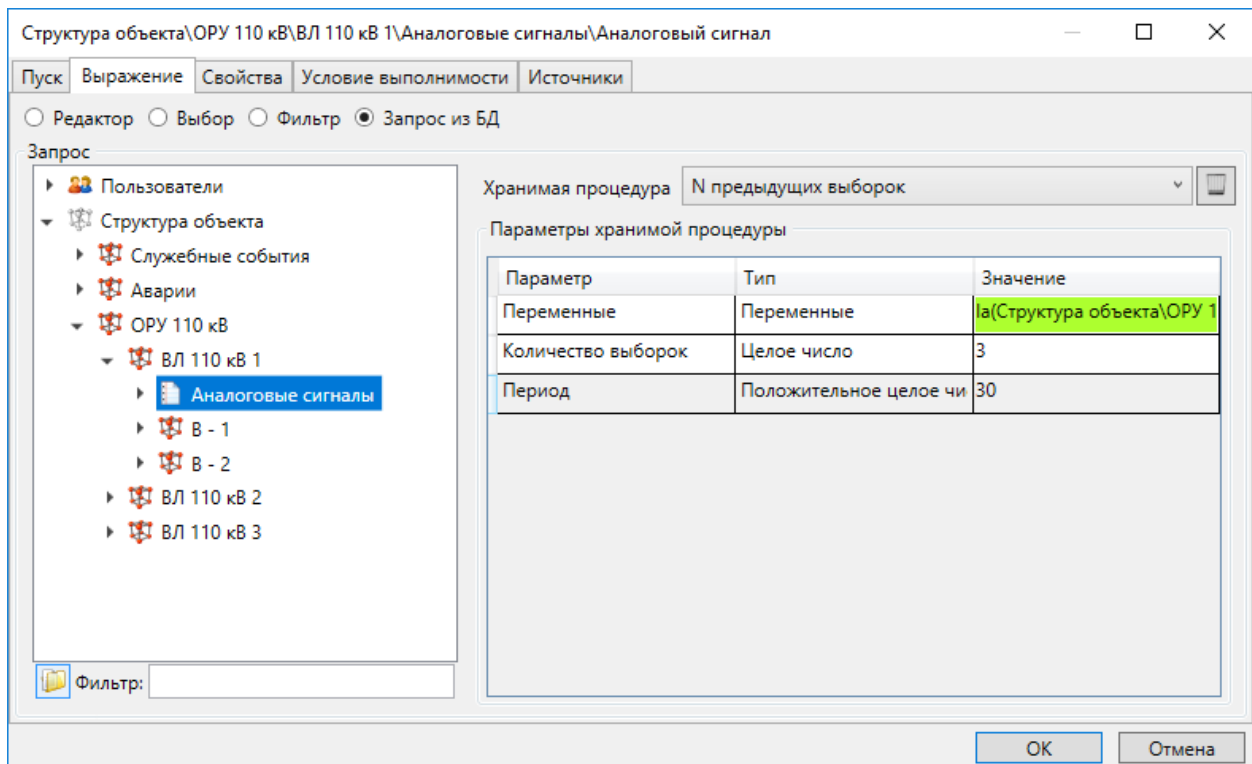 Структура объекта\ОРУ 110 кВ\ВЛ 110 кВ 1\Аналоговые сигналы\Аналоговый сигнал
Пуск Выражение Свойства Условие выполнимости Источники
Редактор Выбор Фильтр Запрос из БД
Запрос
Пользователи
Структура объекта
Служебные события
Аварии
ОРУ 110 кВ
ВЛ 110 кВ 1
Аналоговые сигналы
В - 1
В - 2
ВЛ 110 кВ 2
ВЛ 110 кВ 3
Фильтр:
Хранимая процедура N предыдущих выборок
Параметры хранимой процедуры
Параметр Тип Значение
Переменные Переменные Ia(Структура объекта\ОРУ 1
Количество выборок Целое число 3
Период Положительное целое чи 30
OK Отмена